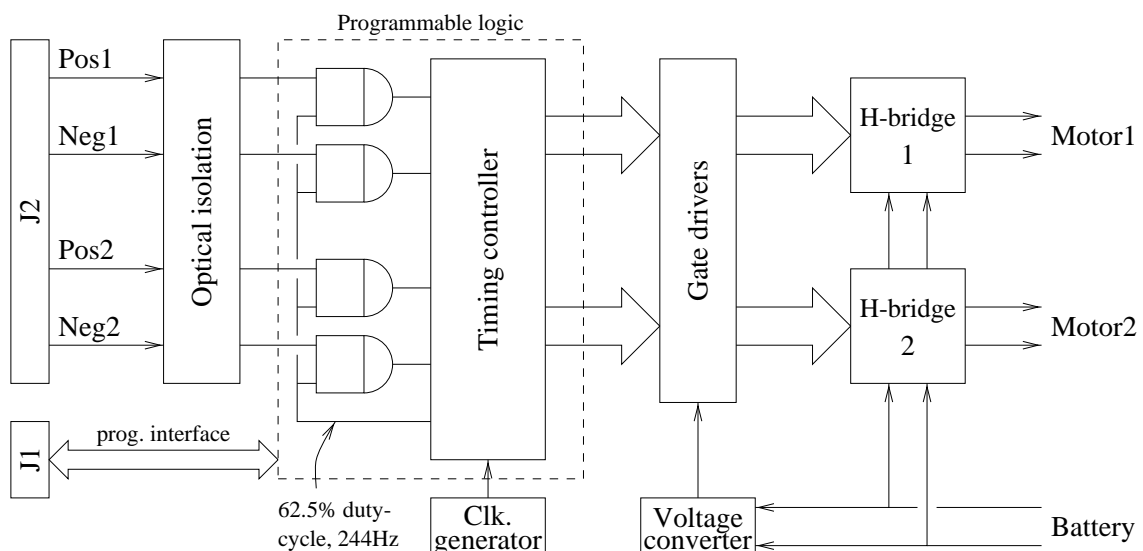 Programmable logic
J2
Pos1
Neg1
Pos2
Neg2
Optical isolation
Timing controller
Gate drivers
H-bridge
1
Motor1
H-bridge
2
Motor2
J1
prog. interface
62.5% duty-
cycle, 244Hz
Clk.
generator
Voltage
converter
Battery